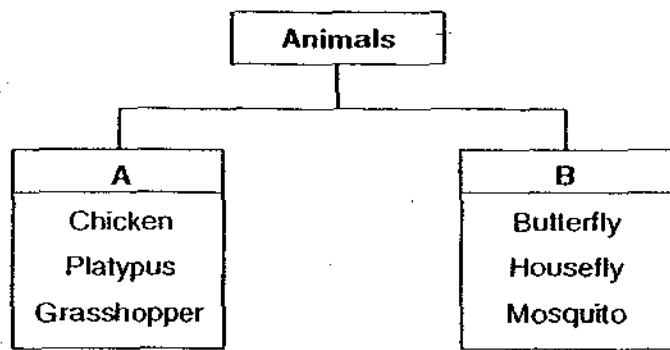 Animals
A
Chicken
Platypus
Grasshopper
B
Butterfly
Housefly
Mosquito